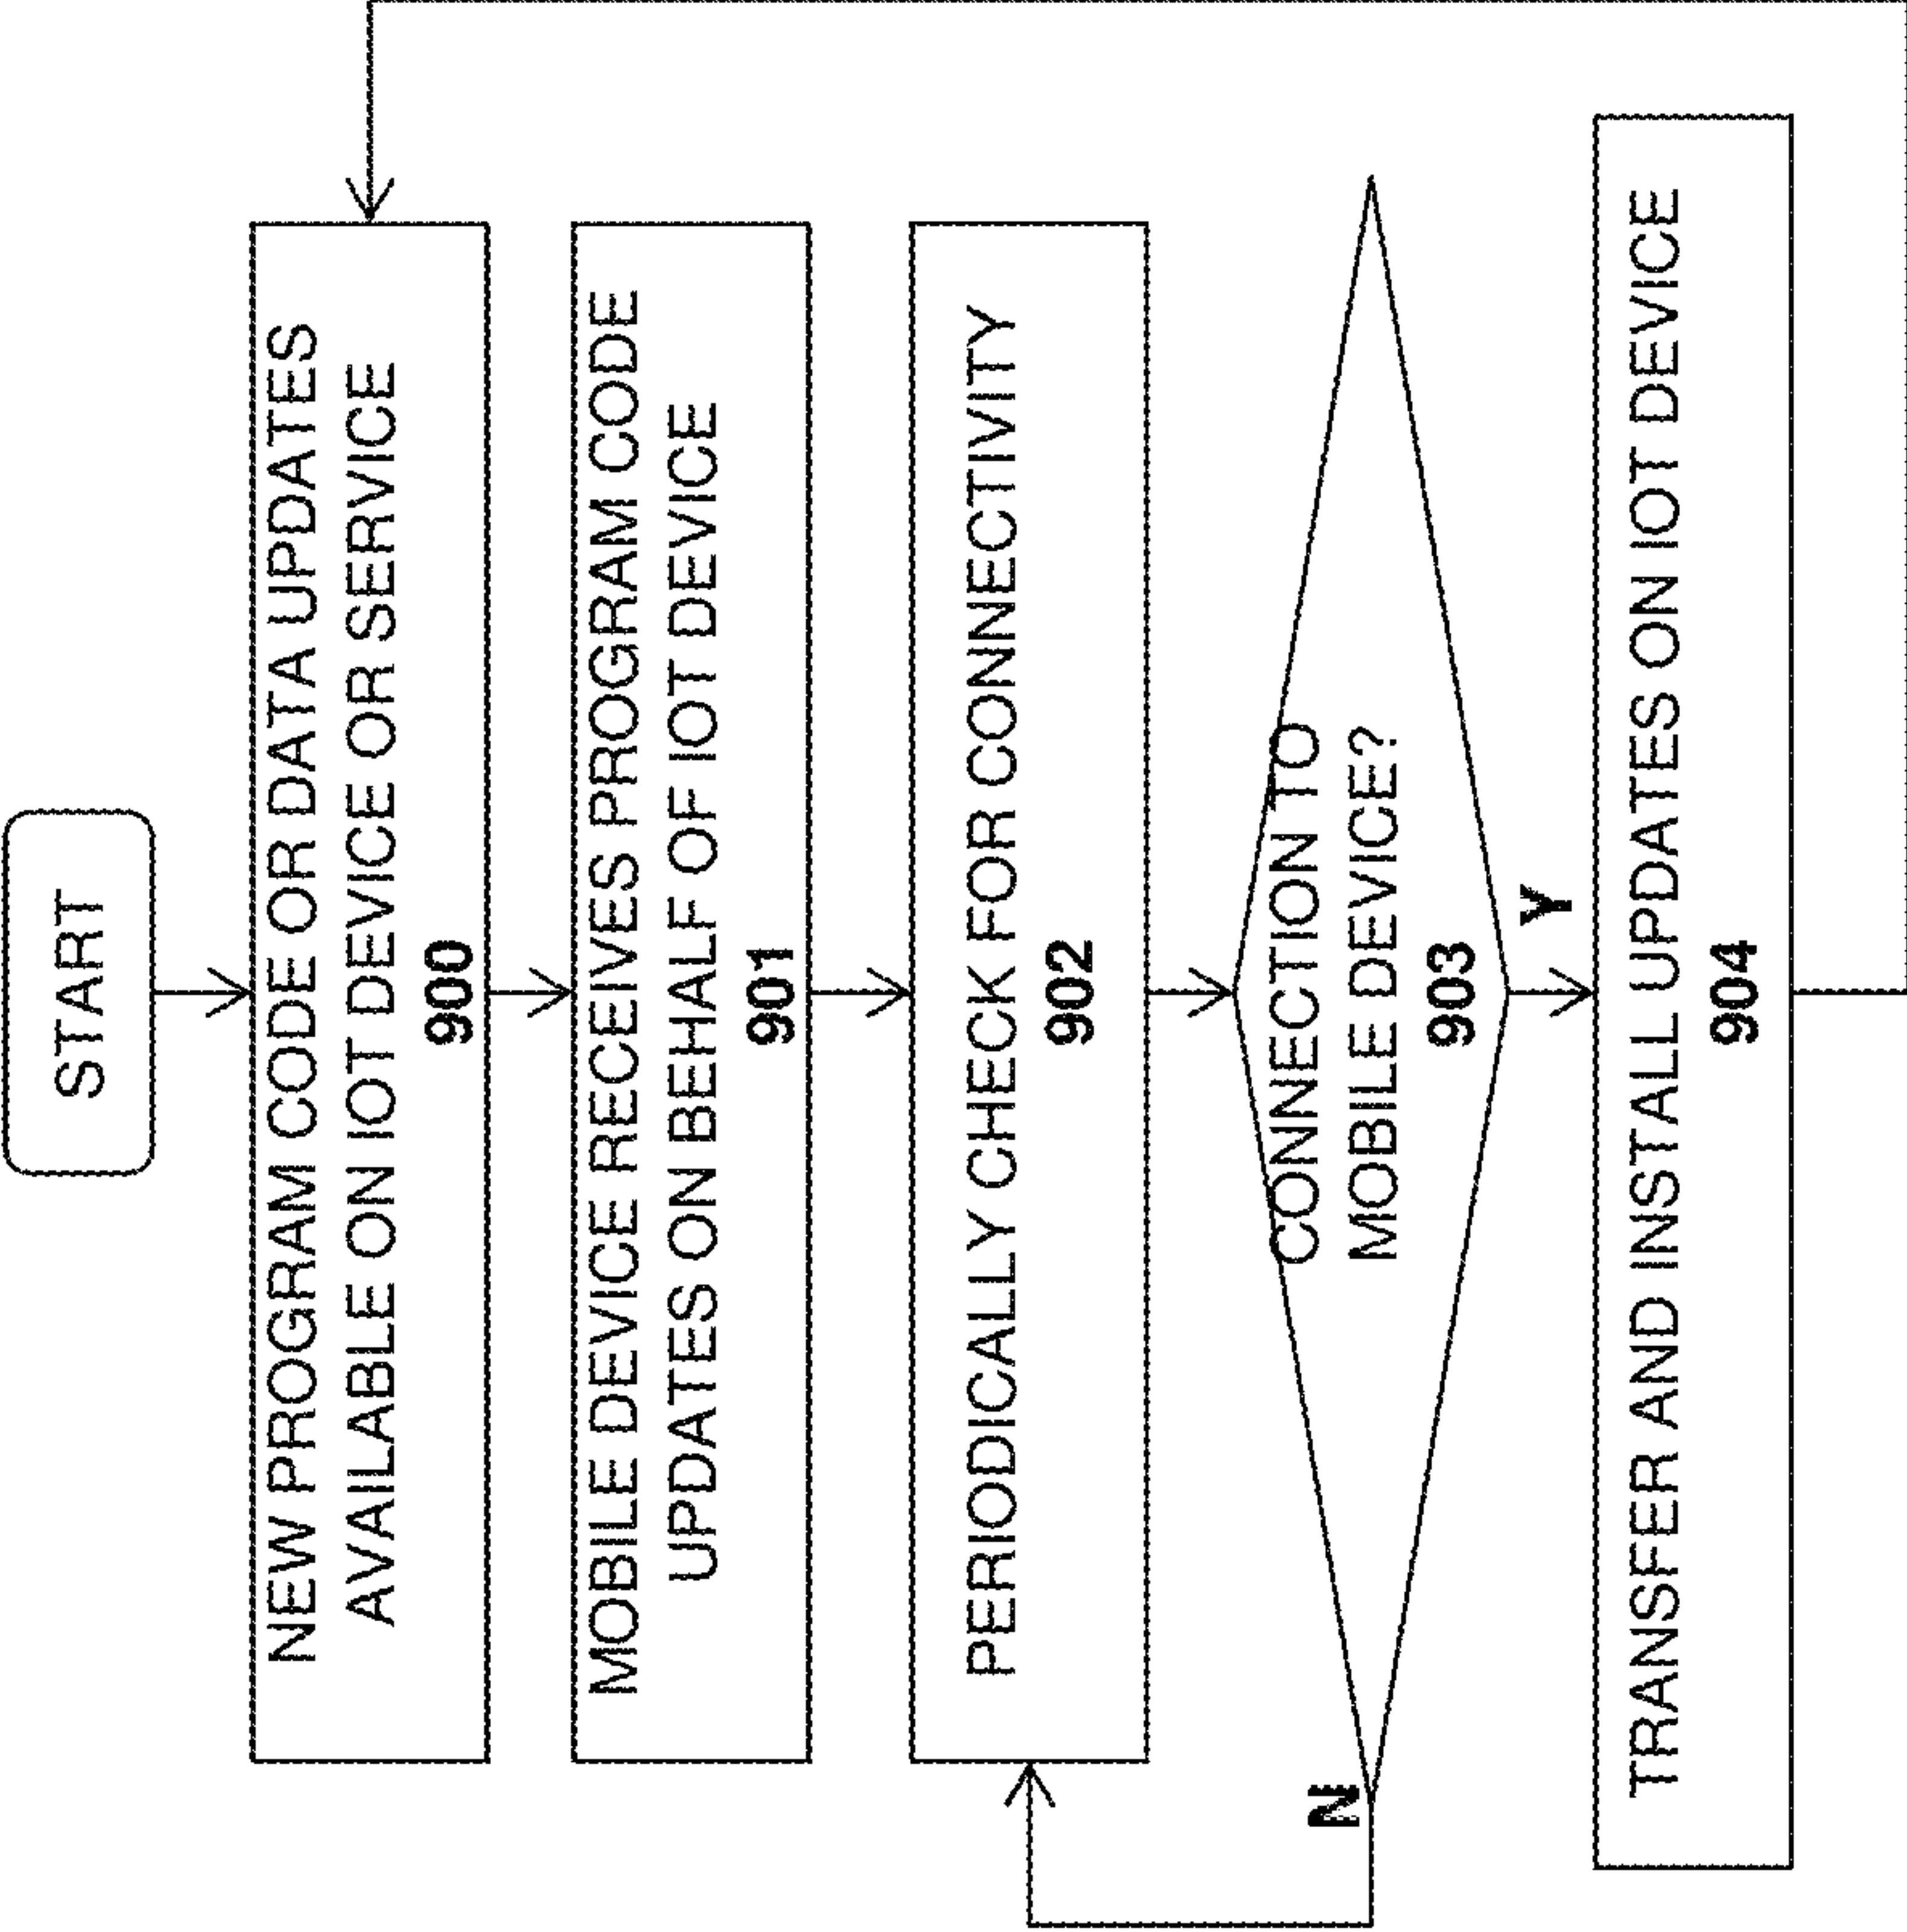 START
NEW PROGRAM CODE OR DATA UPDATES
AVAILABLE ON IOT DEVICE OR SERVICE
900
MOBILE DEVICE RECEIVES PROGRAM CODE
UPDATES ON BEHALF OF IOT DEVICE
901
PERIODICALLY CHECK FOR CONNECTIVITY
902
CONNECTION TO
MOBILE DEVICE?
903
N
Y
TRANSFER AND INSTALL UPDATES ON IOT DEVICE
904